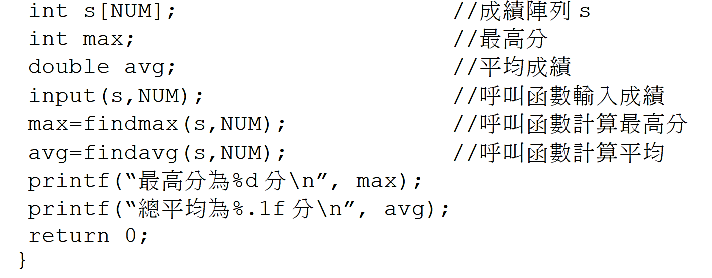 int s[NUM]; //成績陣列 s
int max; //最高分
double avg; //平均成績
input(s,NUM); //呼叫函數輸入成績
max=findmax(s,NUM); //呼叫函數計算最高分
avg=findavg(s,NUM); //呼叫函數計算平均
printf(“最高分為%d 分\n”, max);
printf(“總平均為%.1f 分\n”, avg);
return 0;
}